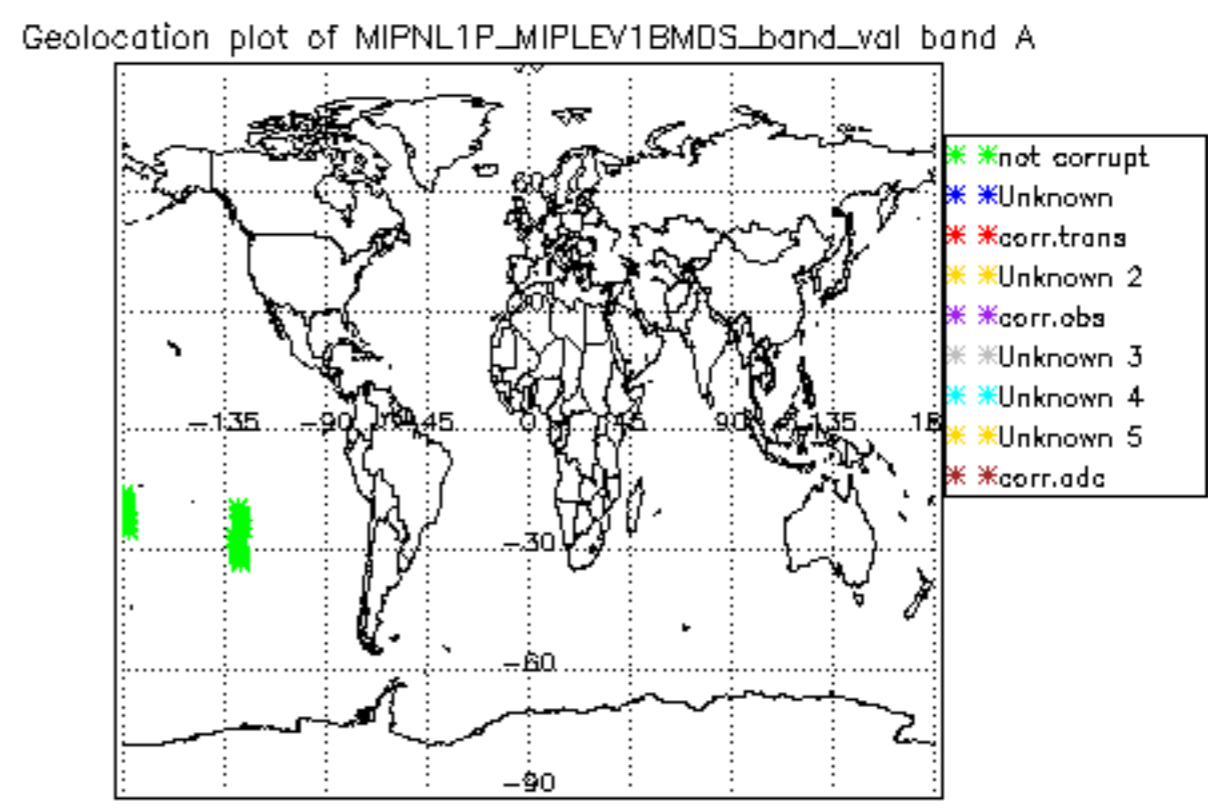 Geolocation plot of MIPNL1P_MIPLEV1BMDS_band_val band A
not corrupt
Unknown
corr.trans
Unknown 2
corr.obs
Unknown 3
Unknown 4
Unknown 5
corr.adc
60
-135 -90 -45 0 45 90 135
-30
-60
-90